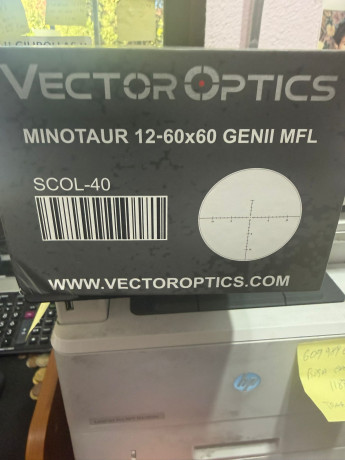 VECTOR OPTICS
MINOTAUR 12-60x60 GENII MFL
SCOL-40
WWW.VECTOROPTICS.COM
hp